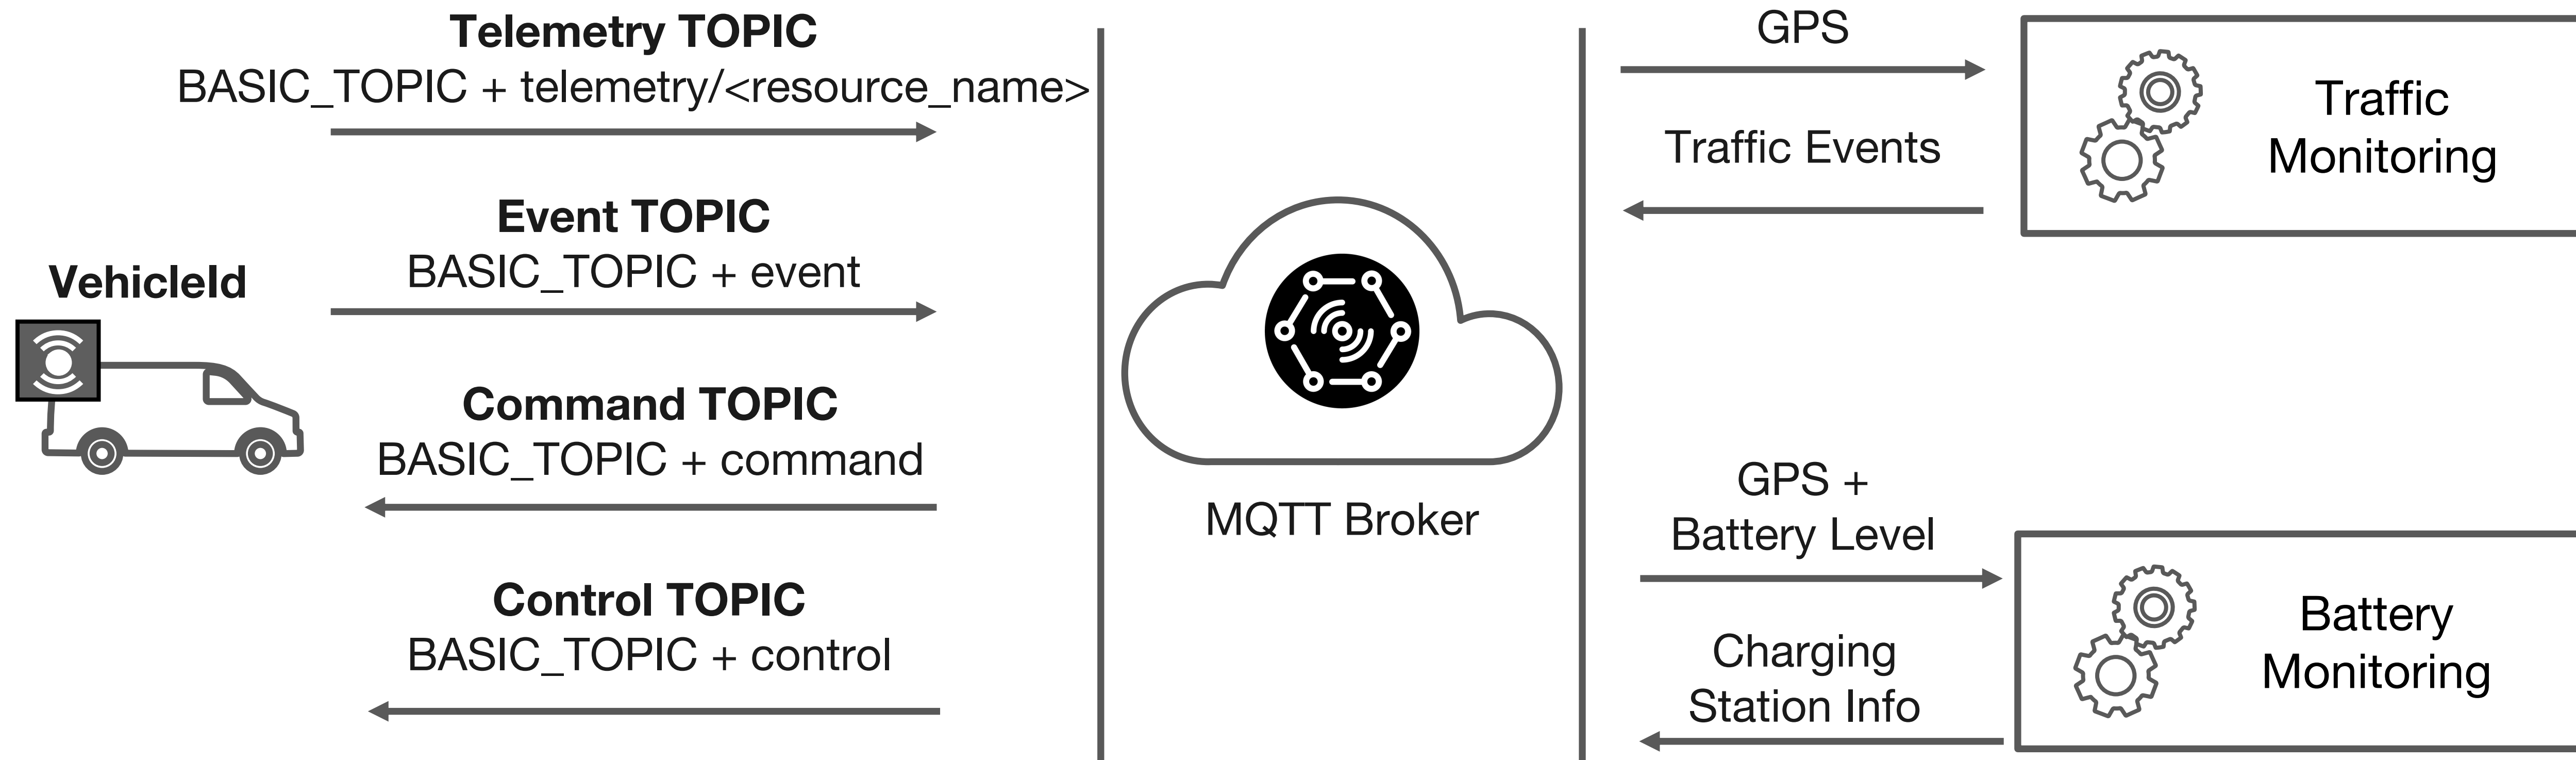 Telemetry TOPIC
BASIC_TOPIC + telemetry/<resource_name>
Event TOPIC
BASIC_TOPIC + event
VehicleId
Command TOPIC
BASIC_TOPIC + command
Control TOPIC
BASIC_TOPIC + control
MQTT Broker
GPS
Traffic Events
Traffic
Monitoring
GPS +
Battery Level
Charging
Station Info
Battery
Monitoring